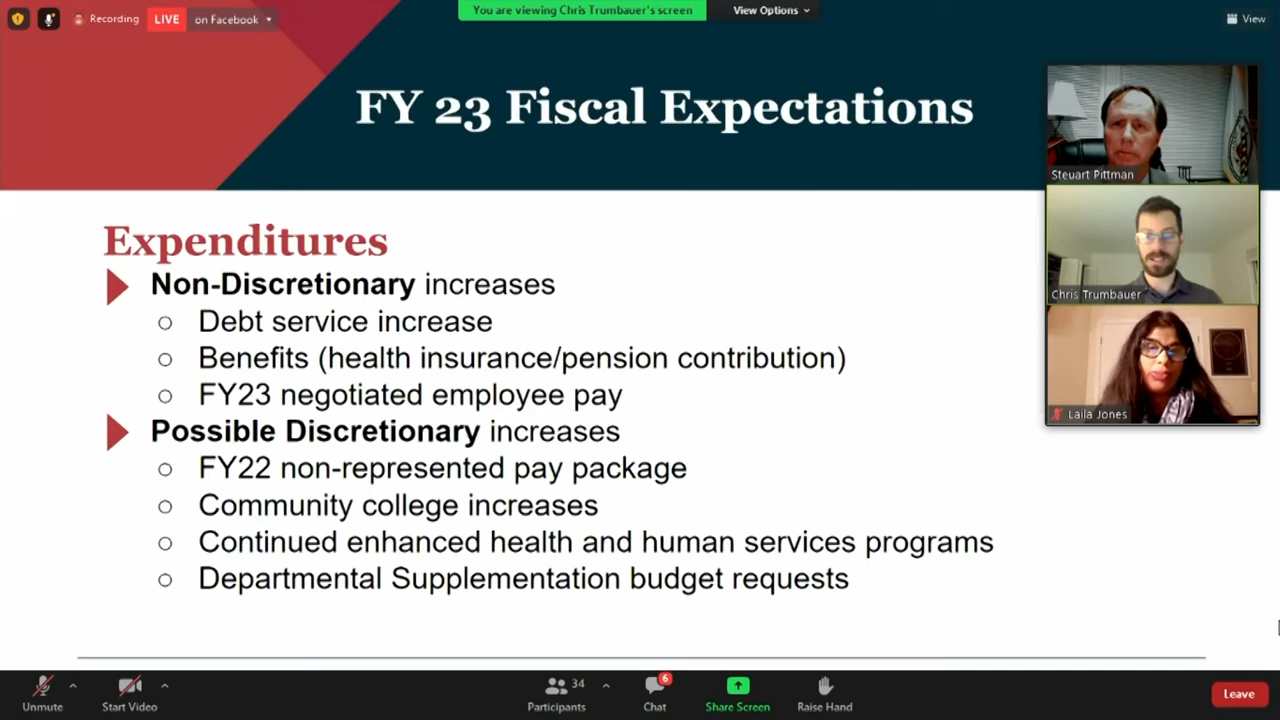 Recording
LIVE
on Facebook
You are viewing Chris Trumbauer's screen
View Options
View
FY 23 Fiscal Expectations
Steuart Pittman
Chris Trumbauer
Laila Jones
Expenditures
Non-Discretionary increases
Debt service increase
Benefits (health insurance/pension contribution)
FY23 negotiated employee pay
Possible Discretionary increases
FY22 non-represented pay package
Community college increases
Continued enhanced health and human services programs
Departmental Supplementation budget requests
Unmute
Start Video
34
Participants
6
Chat
Share Screen
Raise Hand
Leave